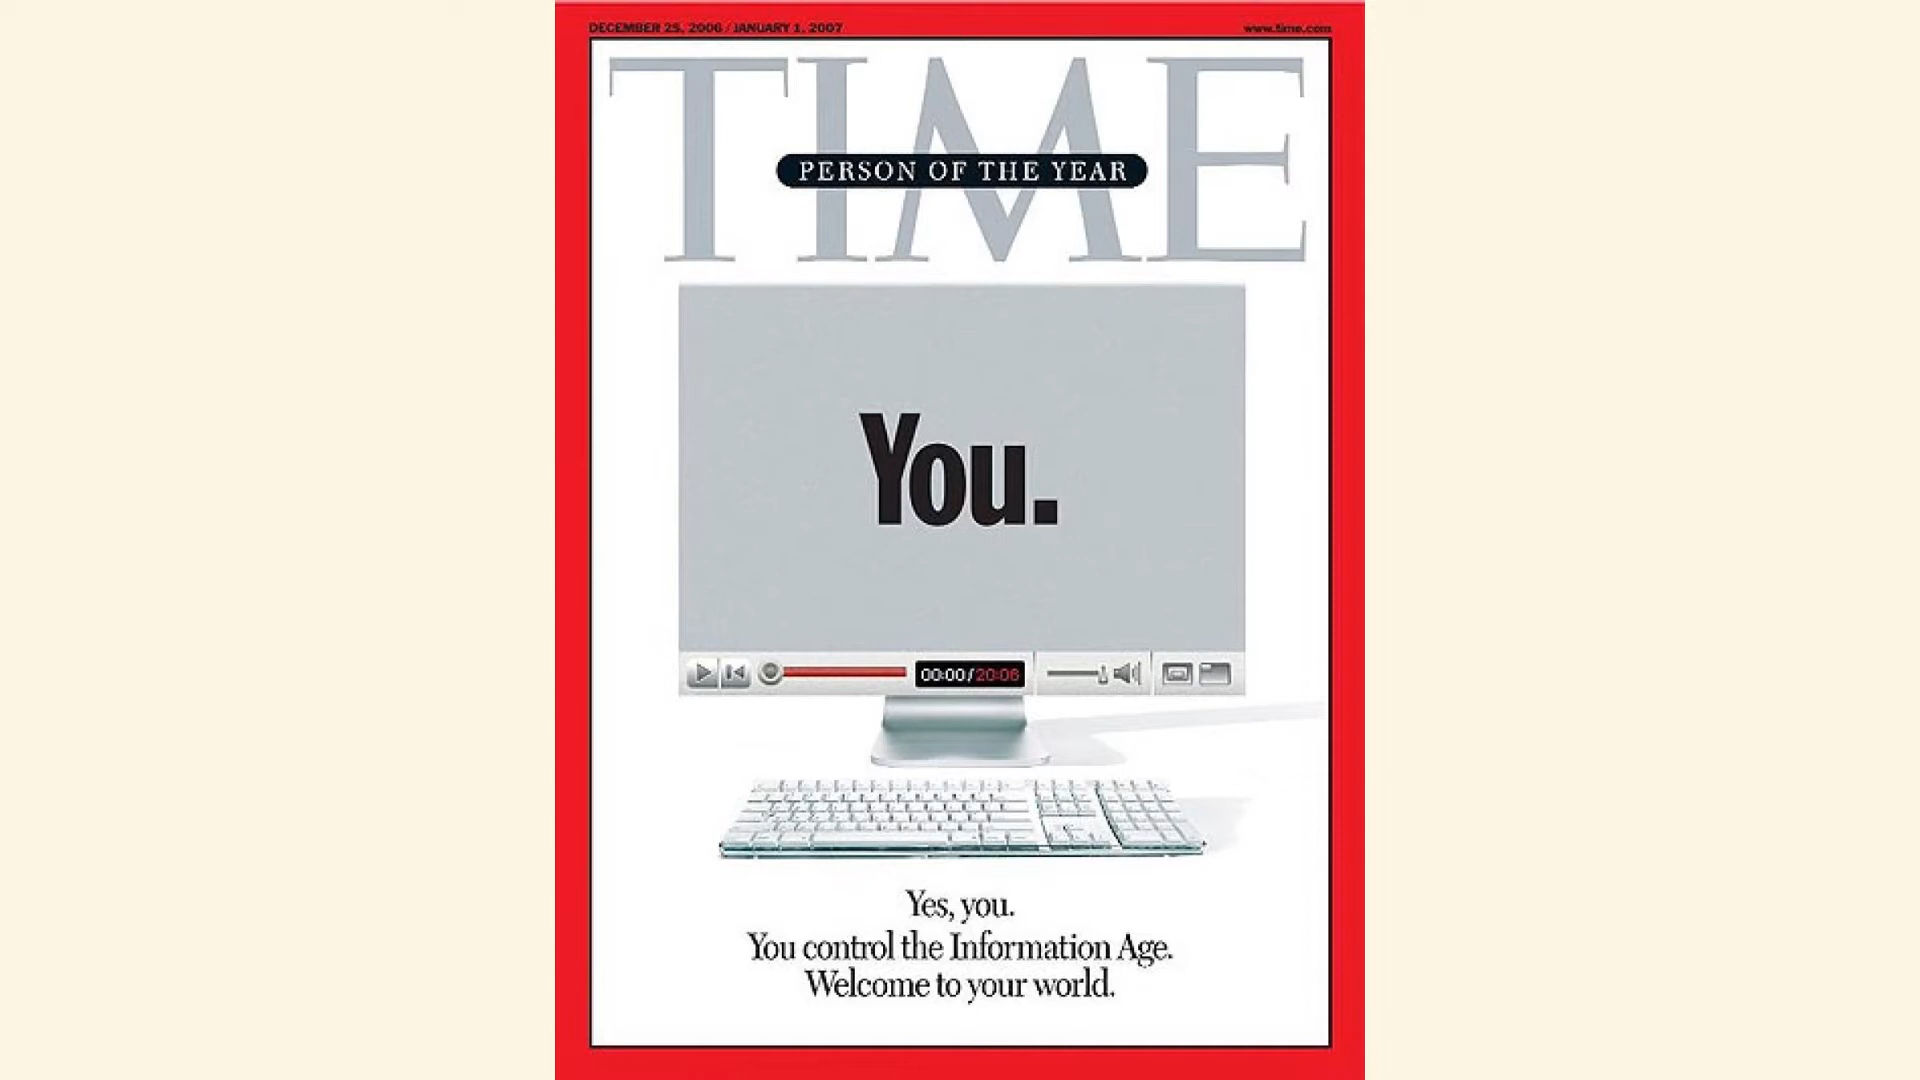 DECEMBER 25, 2006 / JANUARY 1, 2007
www.time.com
TIME
PERSON OF THE YEAR
You.
00:00/20:06
Yes, you.
You control the Information Age.
Welcome to your world.